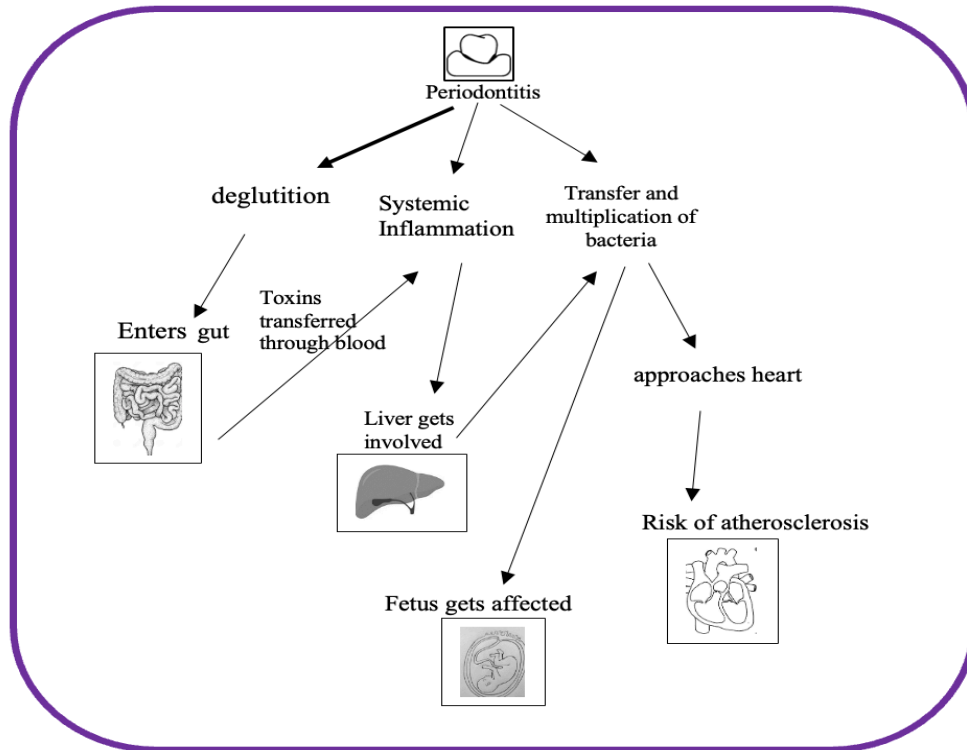 Periodontitis
deglutition
Systemic
Inflammation
Transfer and
multiplication of
bacteria
Toxins
transferred
through blood
Enters gut
approaches heart
Liver gets
involved
Risk of atherosclerosis
Fetus gets affected